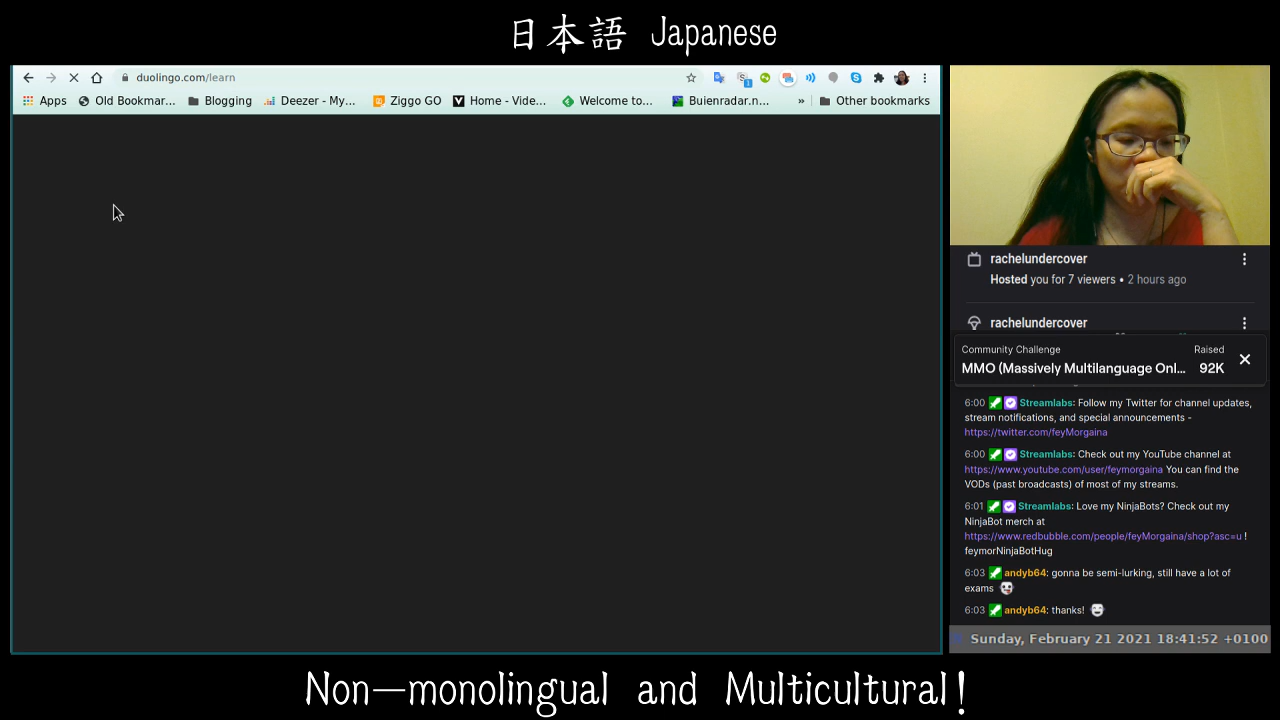 日本語 Japanese
duolingo.com/learn
Apps Old Bookmar... Blogging Deezer - My... Ziggo GO Home - Vide... Welcome to... Buienradar.n... » Other bookmarks
rachelundercover
Hosted you for 7 viewers • 2 hours ago
rachelundercover
Community Challenge Raised
MMO (Massively Multilanguage Onl... 92K
6:00 Streamlabs: Follow my Twitter for channel updates,
stream notifications, and special announcements -
https://twitter.com/feyMorgaina
6:00 Streamlabs: Check out my YouTube channel at
https://www.youtube.com/user/feymorgaina You can find the
VODs (past broadcasts) of most of my streams.
6:01 Streamlabs: Love my NinjaBots? Check out my
NinjaBot merch at
https://www.redbubble.com/people/feyMorgaina/shop?asc=u !
feymorNinjaBotHug
6:03 andyb64: gonna be semi-lurking, still have a lot of
exams
6:03 andyb64: thanks!
Sunday, February 21 2021 18:41:52 +0100
Non-monolingual and Multicultural!